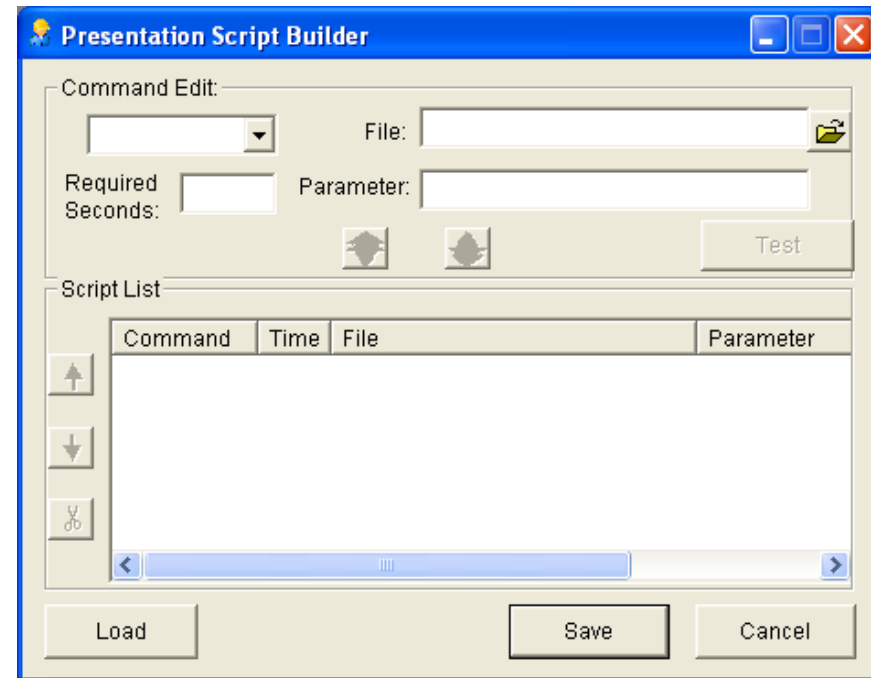 Presentation Script Builder
Command Edit:
File:
Required
Seconds:
Parameter:
Test
Script List
Command Time File Parameter
Load Save Cancel